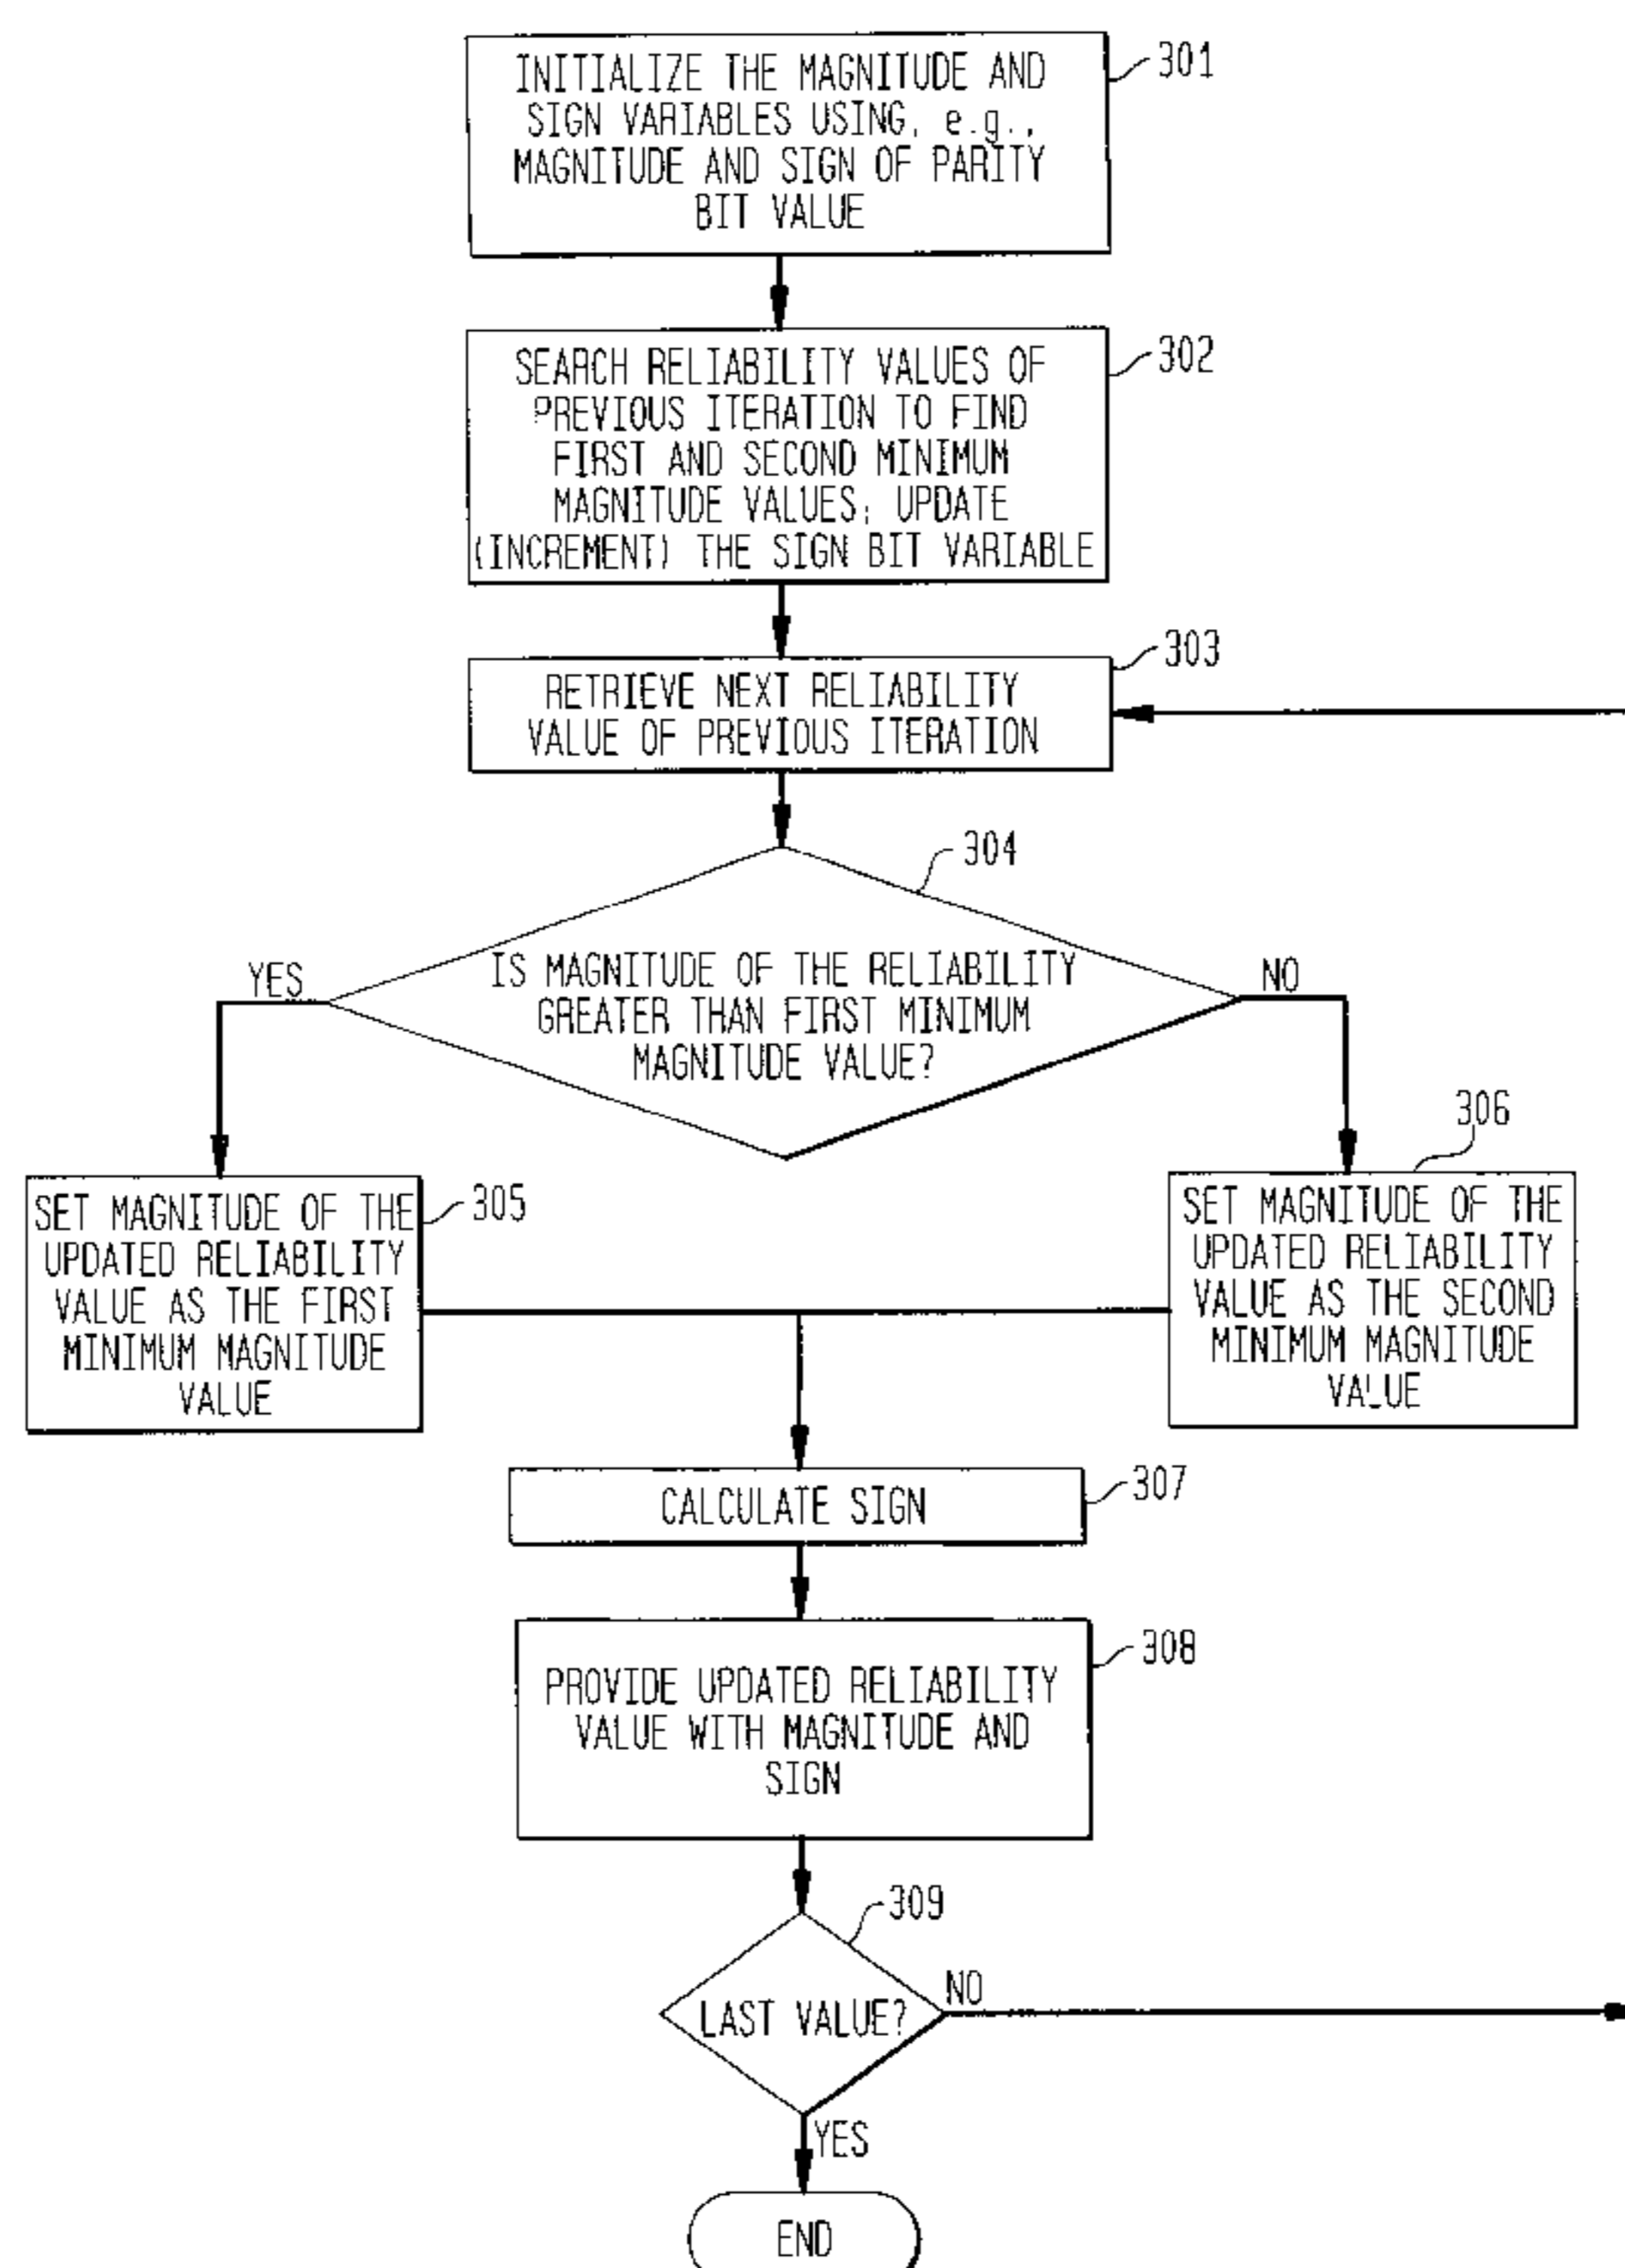 301
INITIALIZE THE MAGNITUDE AND
SIGN VARIABLES USING, e.g.,
MAGNITUDE AND SIGN OF PARITY
BIT VALUE
302
SEARCH RELIABILITY VALUES OF
PREVIOUS ITERATION TO FIND
FIRST AND SECOND MINIMUM
MAGNITUDE VALUES; UPDATE
(INCREMENT) THE SIGN BIT VARIABLE
303
RETRIEVE NEXT RELIABILITY
VALUE OF PREVIOUS ITERATION
304
IS MAGNITUDE OF THE RELIABILITY
GREATER THAN FIRST MINIMUM
MAGNITUDE VALUE?
YES
NO
305
SET MAGNITUDE OF THE
UPDATED RELIABILITY
VALUE AS THE FIRST
MINIMUM MAGNITUDE
VALUE
306
SET MAGNITUDE OF THE
UPDATED RELIABILITY
VALUE AS THE SECOND
MINIMUM MAGNITUDE
VALUE
307
CALCULATE SIGN
308
PROVIDE UPDATED RELIABILITY
VALUE WITH MAGNITUDE AND
SIGN
309
LAST VALUE?
NO
YES
END